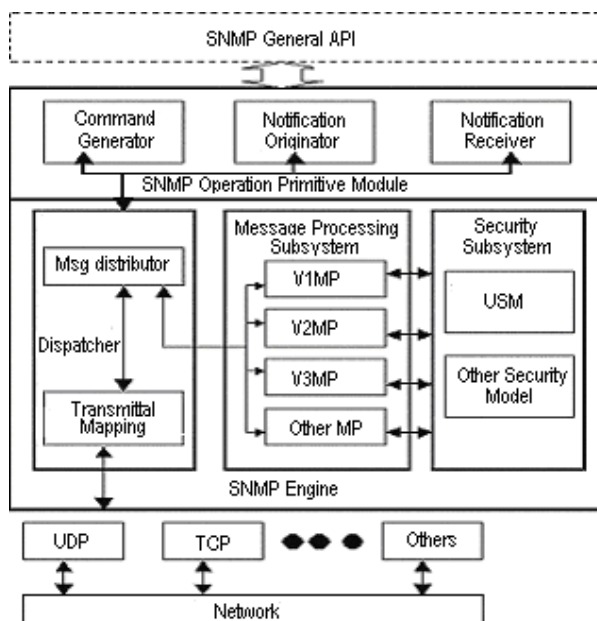 SNMP General API
Command
Generator
Notification
Originator
Notification
Receiver
SNMP Operation Primitive Module
Msg distributor
Dispatcher
Transmittal
Mapping
Message Processing
Subsystem
V1MP
V2MP
V3MP
Other MP
Security
Subsystem
USM
Other Security
Model
SNMP Engine
UDP
TCP
Others
Network